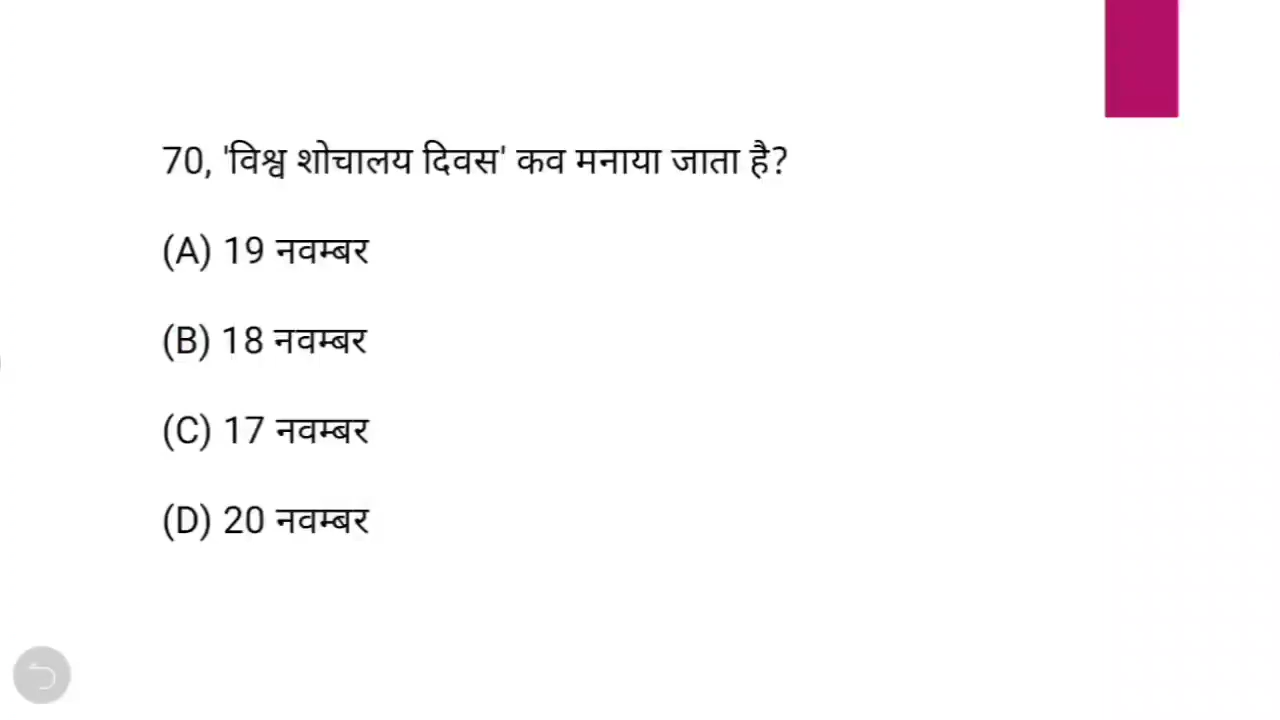 70, 'विश्व शोचालय दिवस' कव मनाया जाता है?
(A) 19 नवम्बर
(B) 18 नवम्बर
(C) 17 नवम्बर
(D) 20 नवम्बर